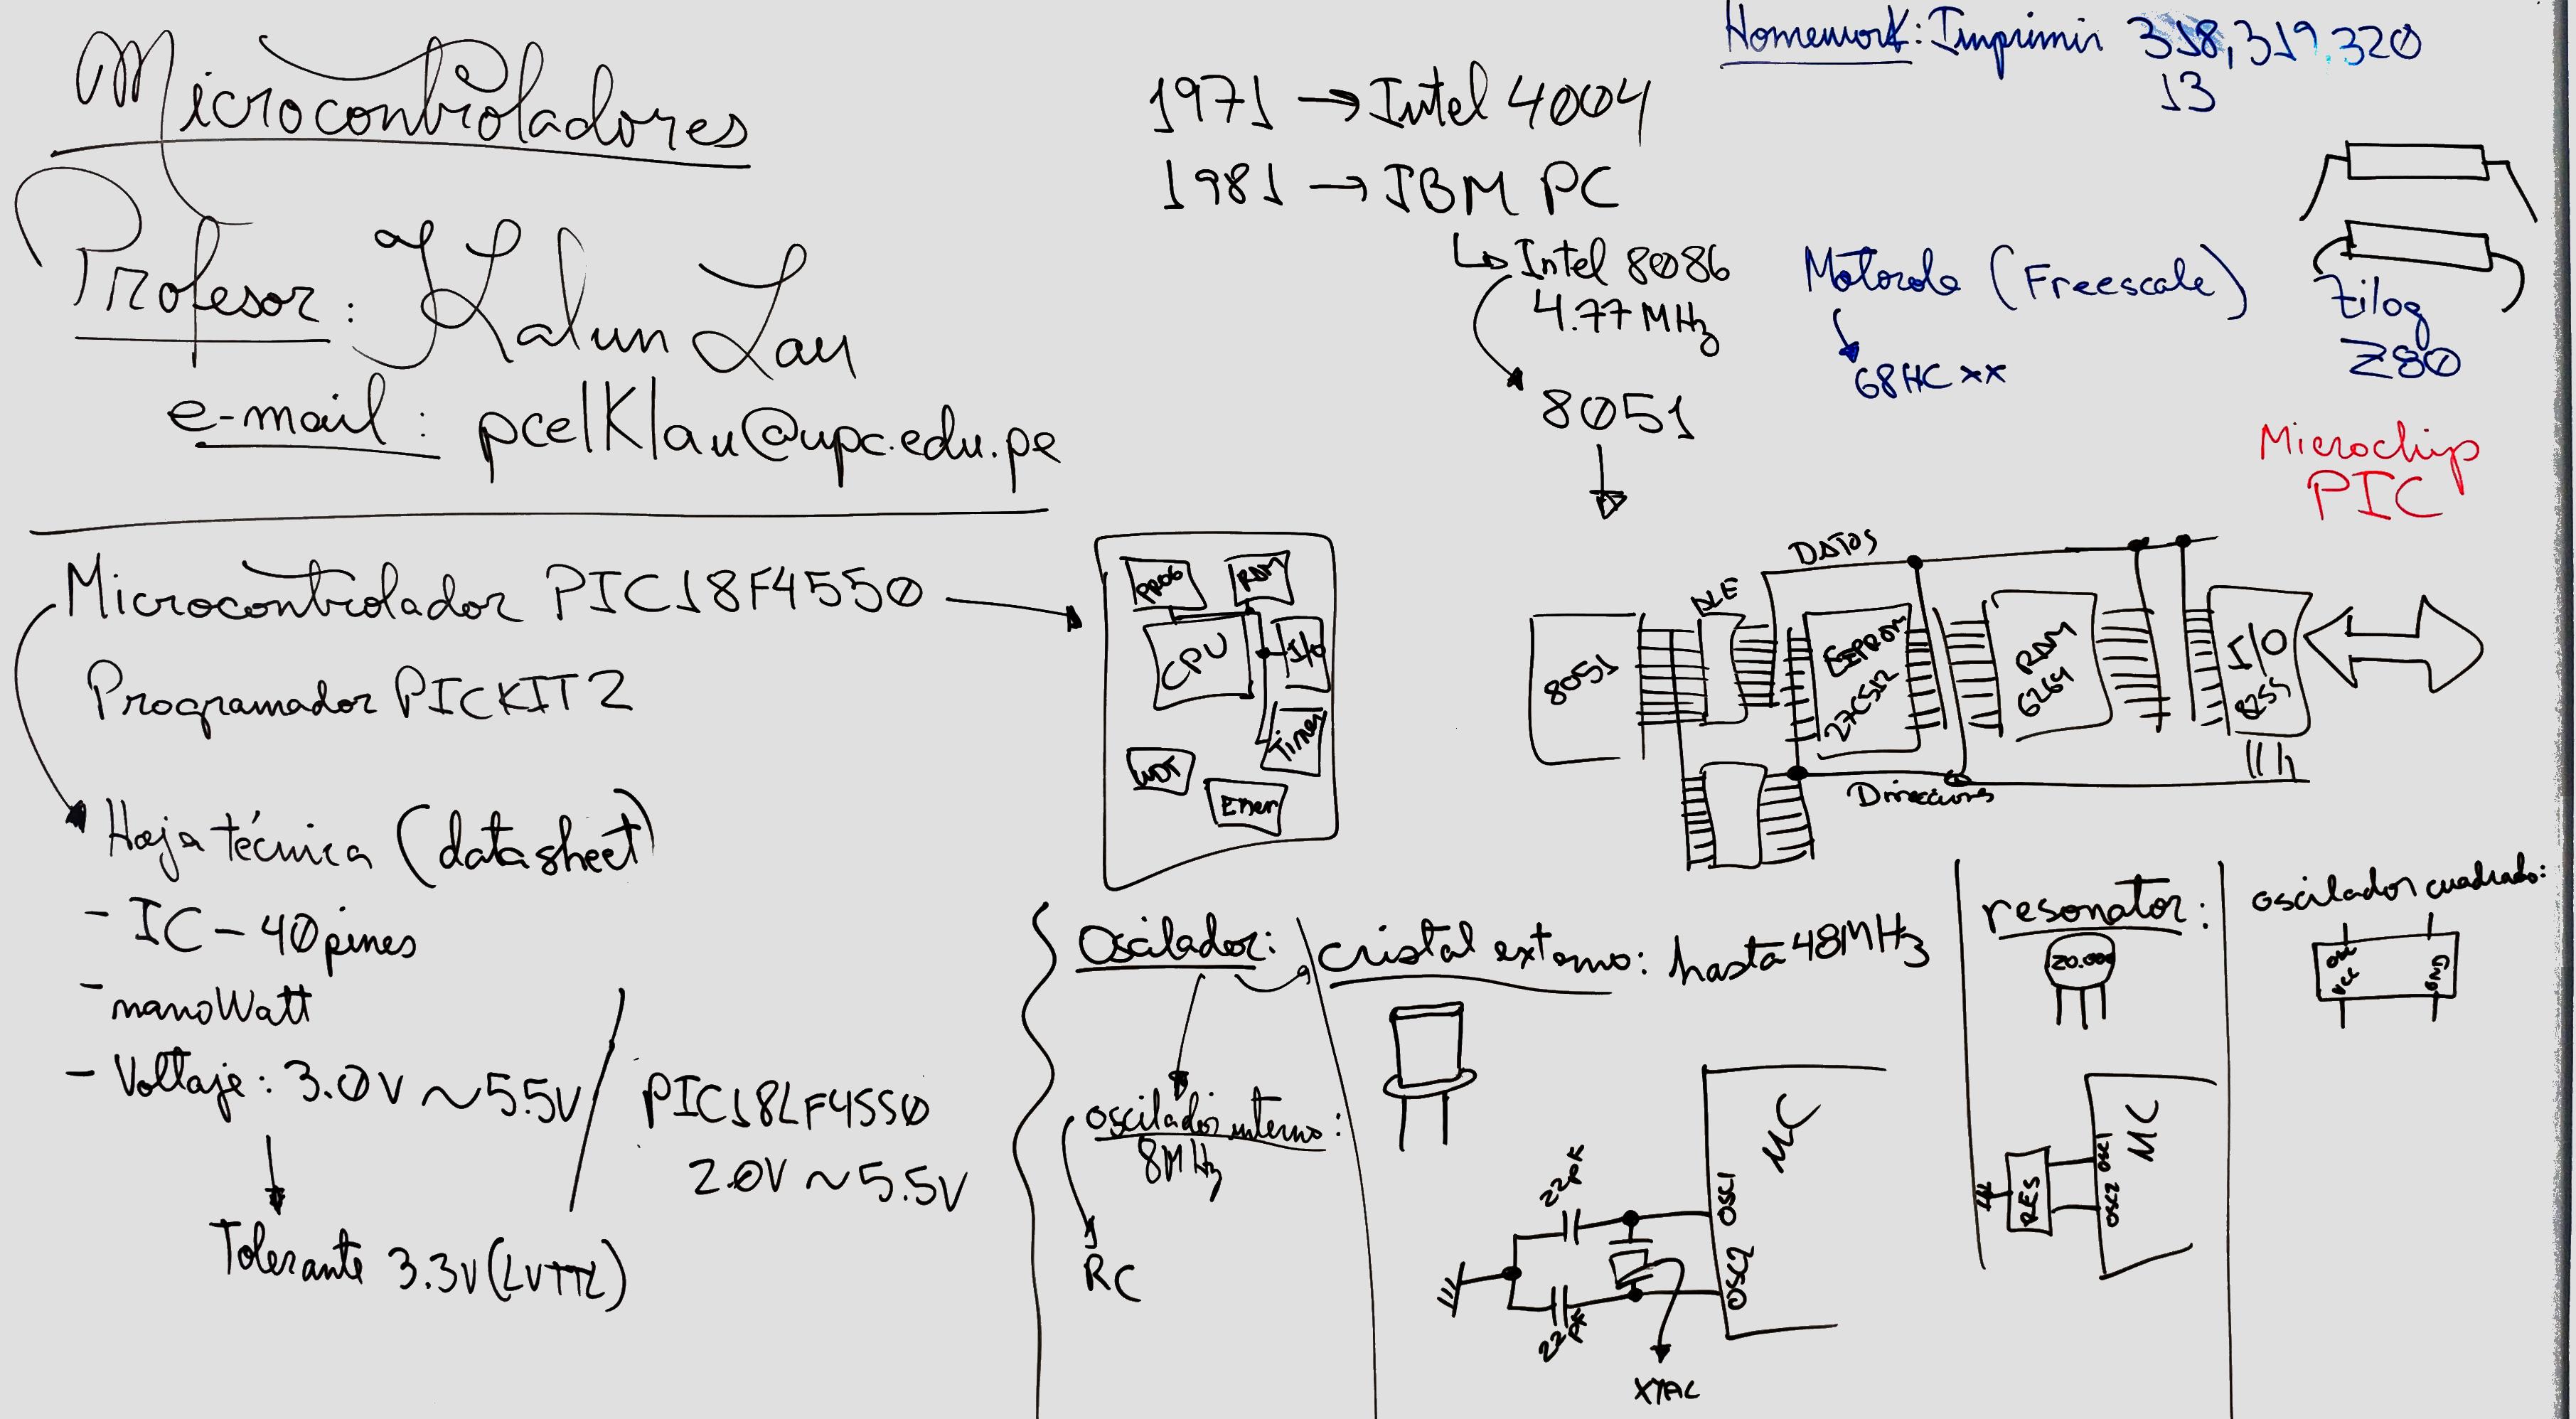 Microcontroladores
Profesor: Kalun Lau
e-mail: pcelklau@upc.edu.pe
Homework: Imprimir 318, 319, 320
13
1971 → Intel 4004
1981 → IBM PC
Intel 8086
4.77 MHz
8051
Motorola (Freescale)
68HCxx
Zilog
Z80
Microchip
PIC
Microcontrolador PIC18F4550
Programador PICKIT2
Hoja técnica (datasheet)
- IC - 40 pines
- nanoWatt
- Voltaje: 3.0V ~ 5.5V
PIC18LF4550
2.0V ~ 5.5V
Tolerante 3.3V (LVTTL)
PROG
RAM
CPU
I/O
Timer
WDT
8051
ALE
DATOS
EEPROM
27C512
RAM
6264
I/O
8255
Direcciones
Oscilador:
oscilador interno:
8MHz
RC
cristal externo: hasta 48MHz
MC
OSC1
OSC2
22pF
22pF
XTAL
resonator:
20.000
MC
OSC1
OSC2
RES
oscilador cuadrado:
OUT
VCC
GND